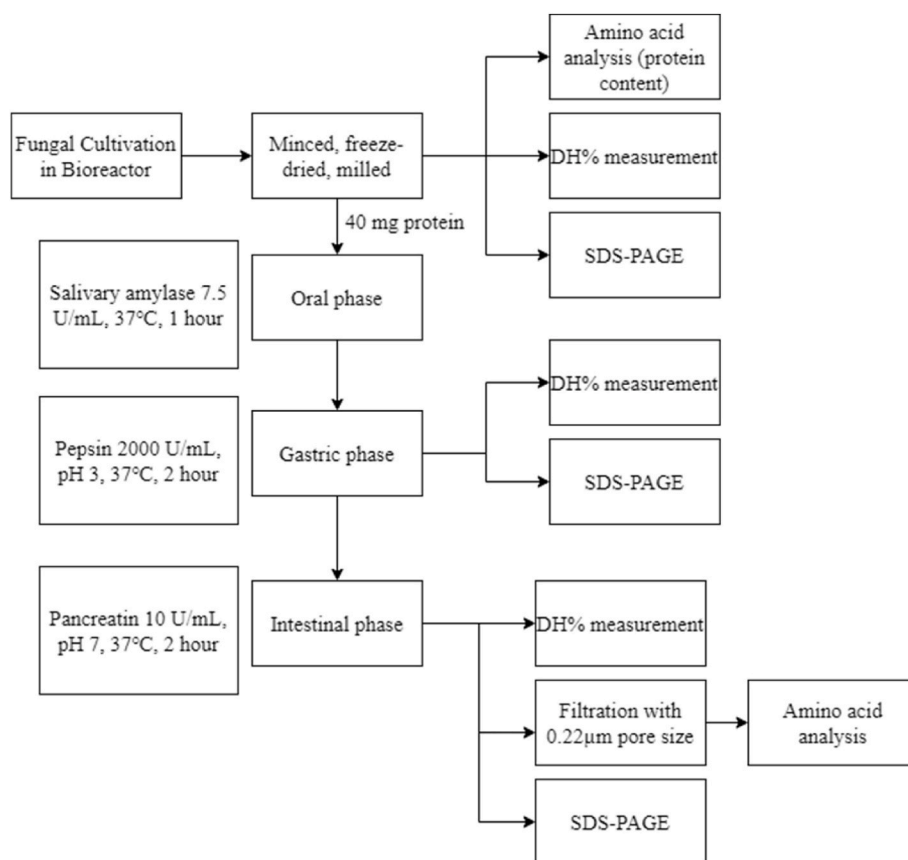 Amino acid
analysis (protein
content)
Fungal Cultivation
in Bioreactor
Minced, freeze-
dried, milled
DH% measurement
40 mg protein
SDS-PAGE
Salivary amylase 7.5
U/mL, 37°C, 1 hour
Oral phase
DH% measurement
Pepsin 2000 U/mL,
pH 3, 37°C, 2 hour
Gastric phase
SDS-PAGE
Pancreatin 10 U/mL,
pH 7, 37°C, 2 hour
Intestinal phase
DH% measurement
Filtration with
0.22μm pore size
Amino acid
analysis
SDS-PAGE